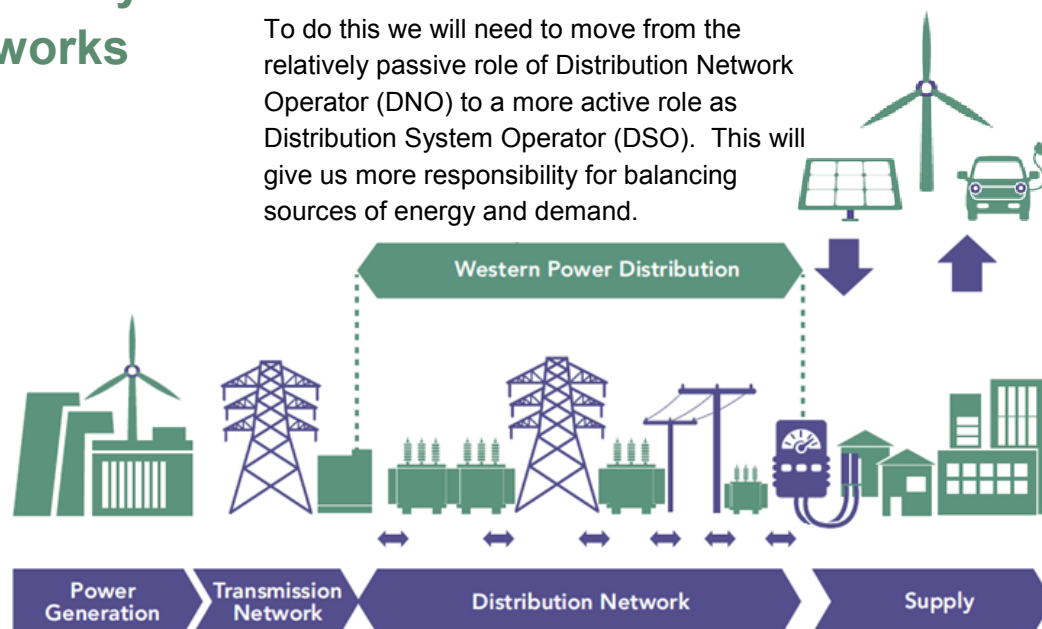 works
To do this we will need to move from the
relatively passive role of Distribution Network
Operator (DNO) to a more active role as
Distribution System Operator (DSO).  This will
give us more responsibility for balancing
sources of energy and demand.
Western Power Distribution
Power
Generation
Transmission
Network
Distribution Network
Supply